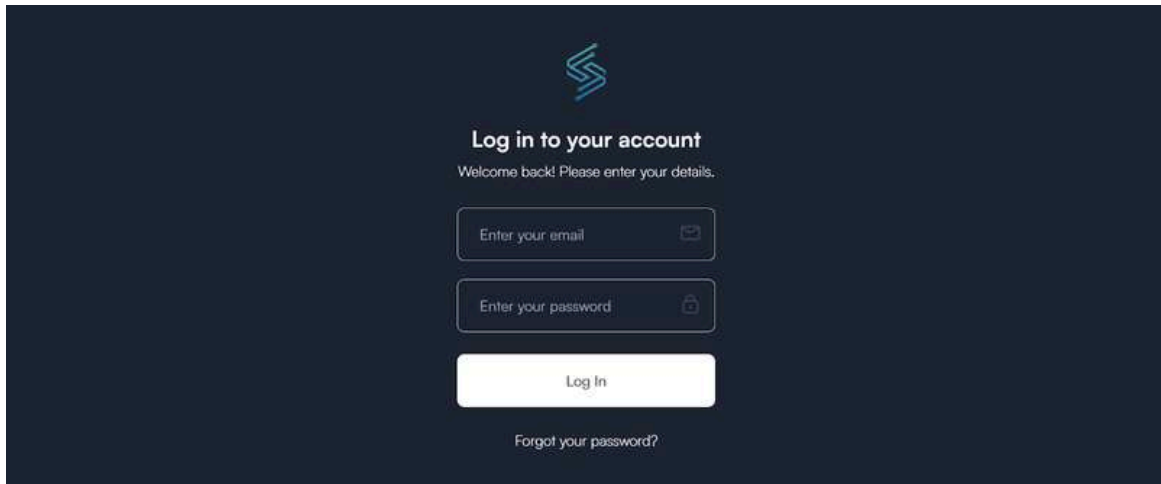 Log in to your account
Welcome back! Please enter your details.
Enter your email
Enter your password
Log In
Forgot your password?